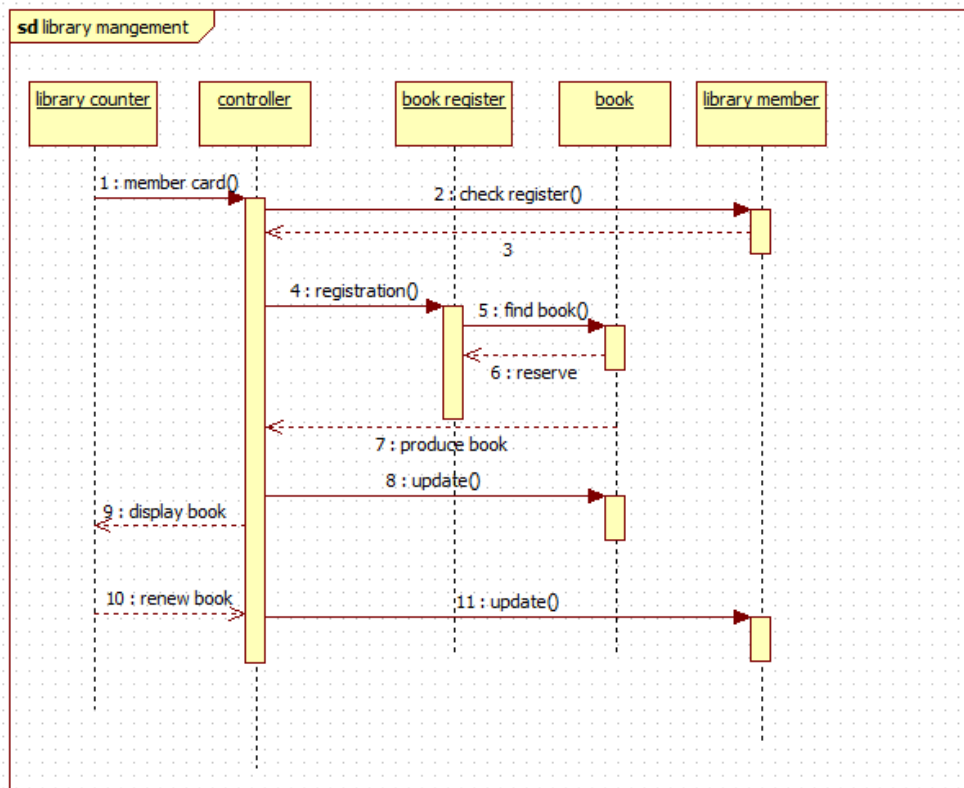 sd library mangement
library counter
controller
book register
book
library member
1 : member card()
2 : check register()
3
4 : registration()
5 : find book()
6 : reserve
7 : produce book
8 : update()
9 : display book
10 : renew book
11 : update()